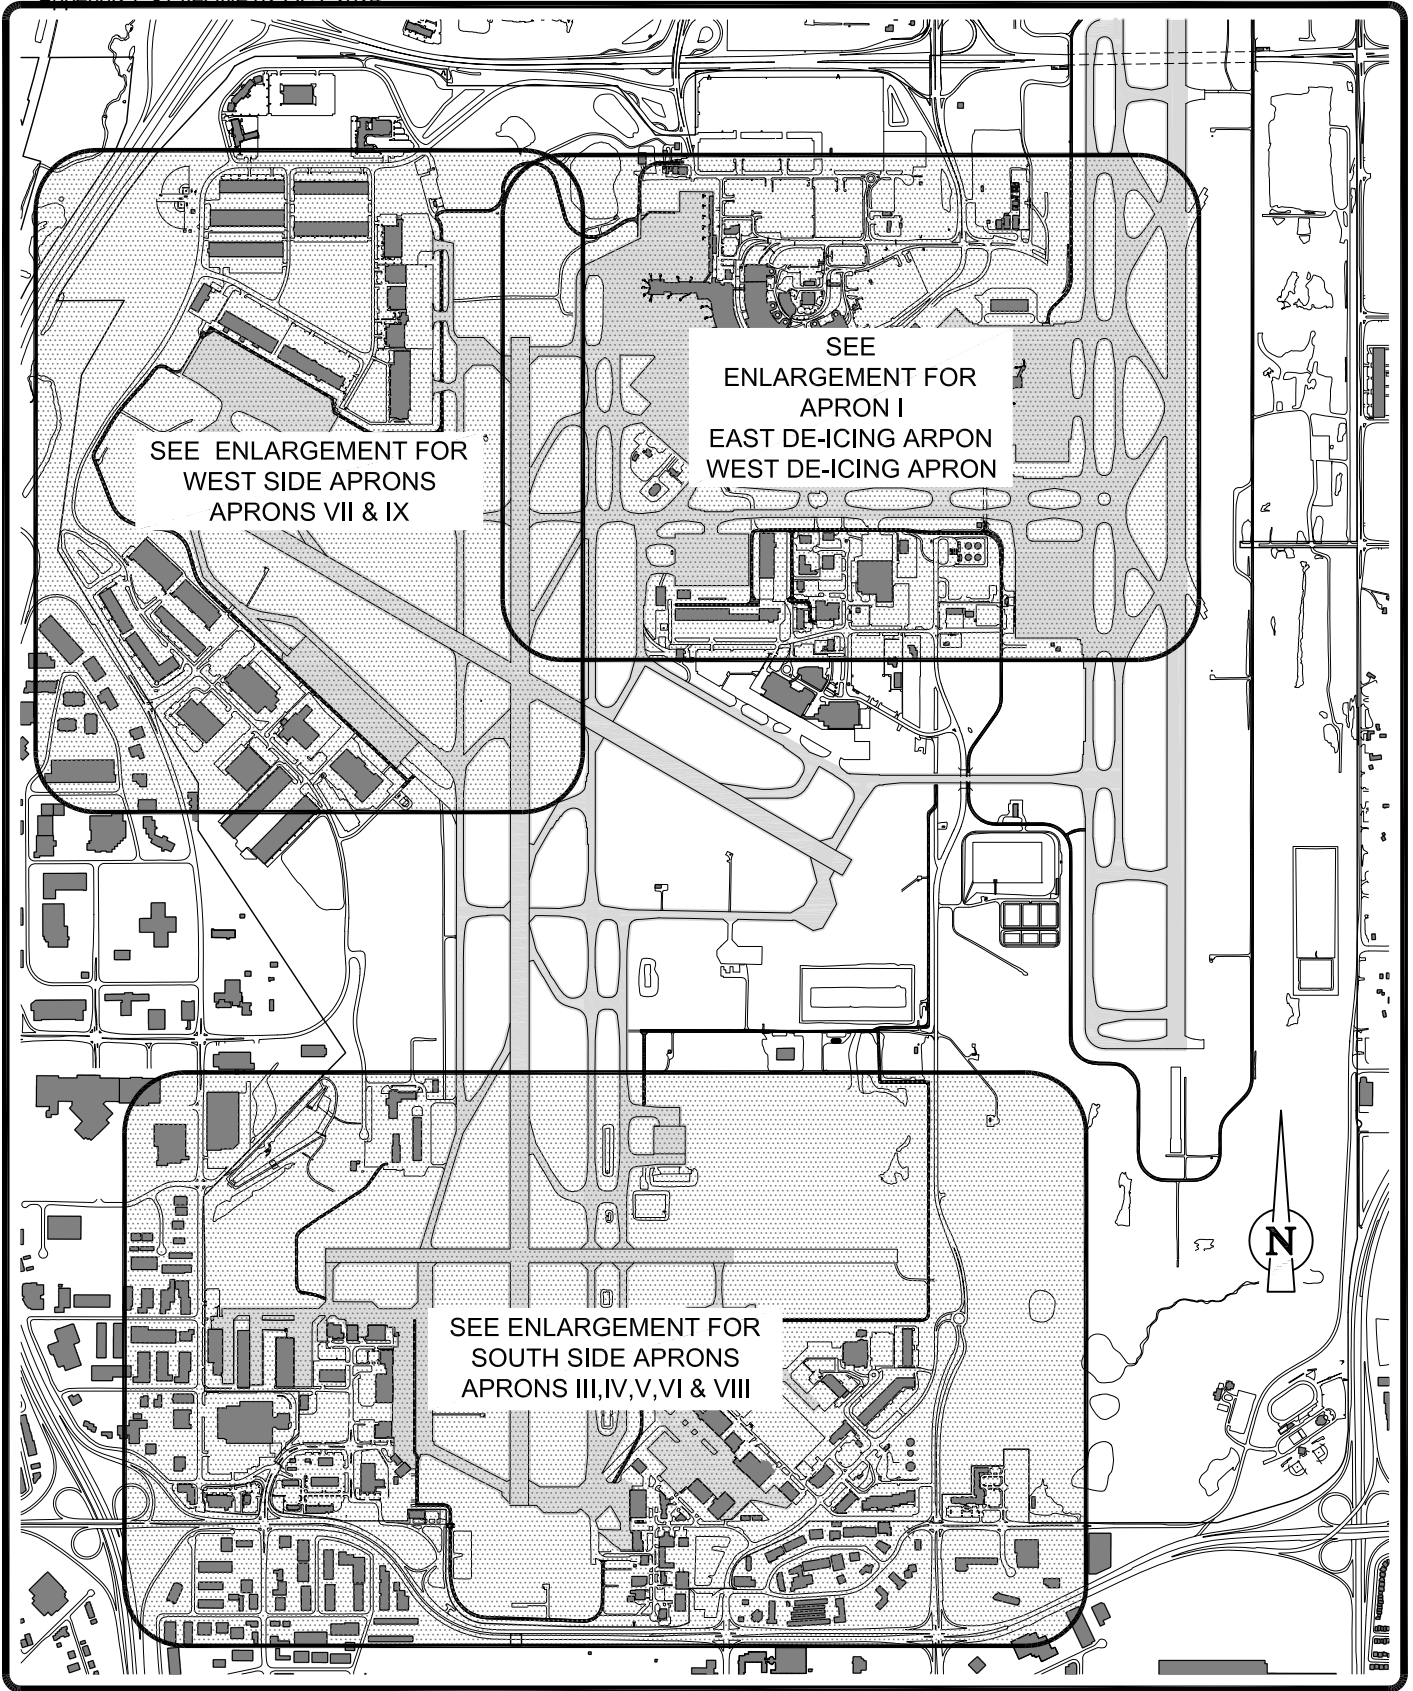 SEE
ENLARGEMENT FOR
APRON I
EAST DE-ICING ARPON
WEST DE-ICING APRON
SEE ENLARGEMENT FOR
WEST SIDE APRONS
APRONS VII & IX
N
SEE ENLARGEMENT FOR
SOUTH SIDE APRONS
APRONS III,IV,V,VI & VIII